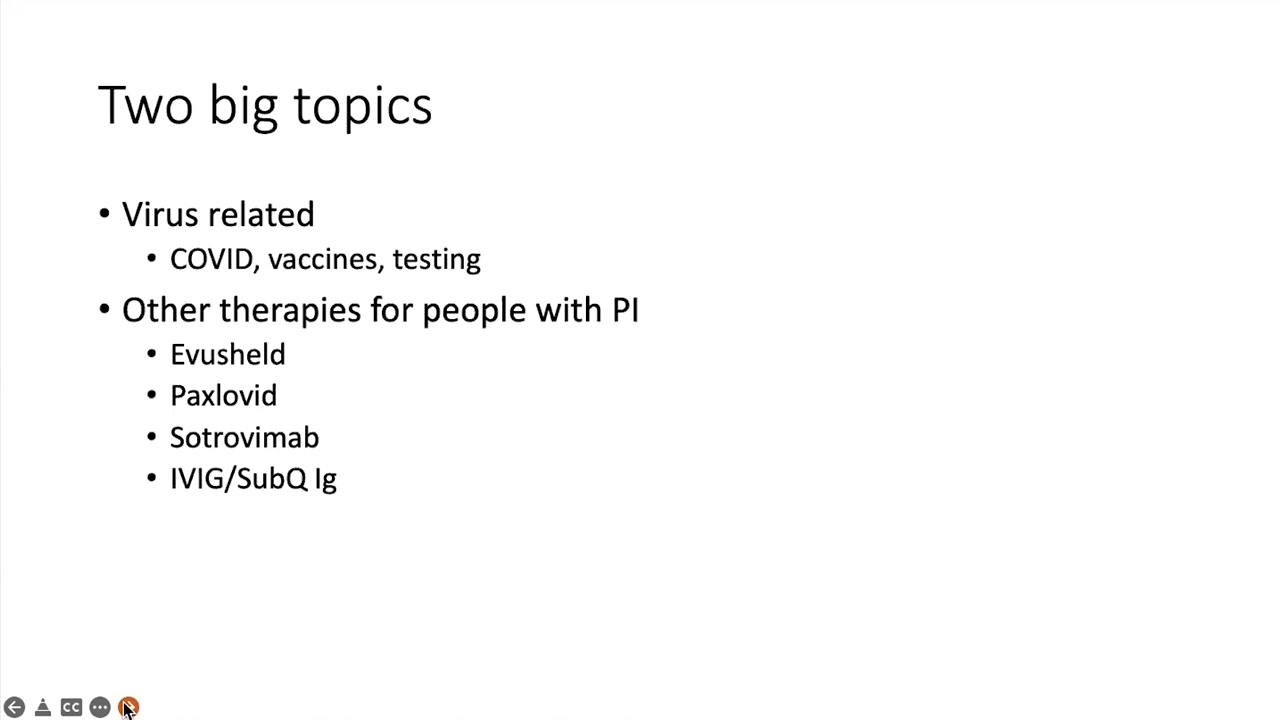 Two big topics
• Virus related
• COVID, vaccines, testing
• Other therapies for people with PI
• Evusheld
• Paxlovid
• Sotrovimab
• IVIG/SubQ Ig
CC